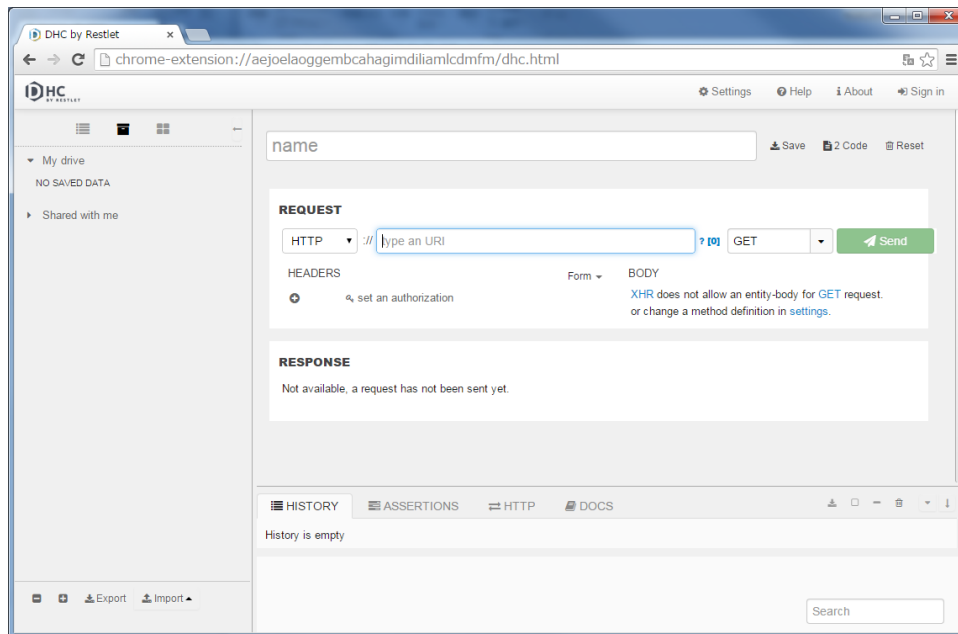 DHC by Restlet
chrome-extension://aejoelaoggembcahagimdiliamlcdmfm/dhc.html
DHC
BY RESTLET
Settings
Help
About
Sign in
My drive
NO SAVED DATA
Shared with me
name
Save
2 Code
Reset
REQUEST
HTTP
://
type an URI
? [0]
GET
Send
HEADERS
Form
BODY
set an authorization
XHR does not allow an entity-body for GET request.
or change a method definition in settings.
RESPONSE
Not available, a request has not been sent yet.
HISTORY
ASSERTIONS
HTTP
DOCS
History is empty
Export
Import
Search